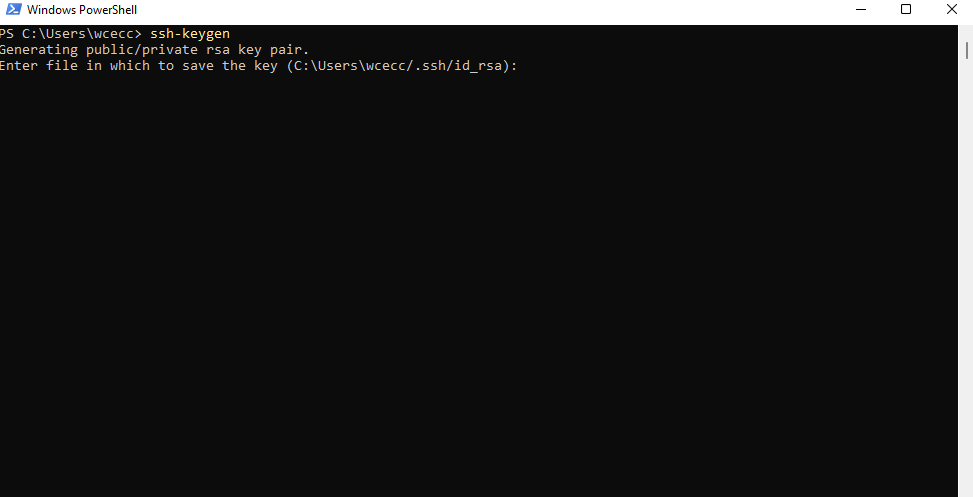 Windows PowerShell
PS C:\Users\wcecc> ssh-keygen
Generating public/private rsa key pair.
Enter file in which to save the key (C:\Users\wcecc/.ssh/id_rsa):